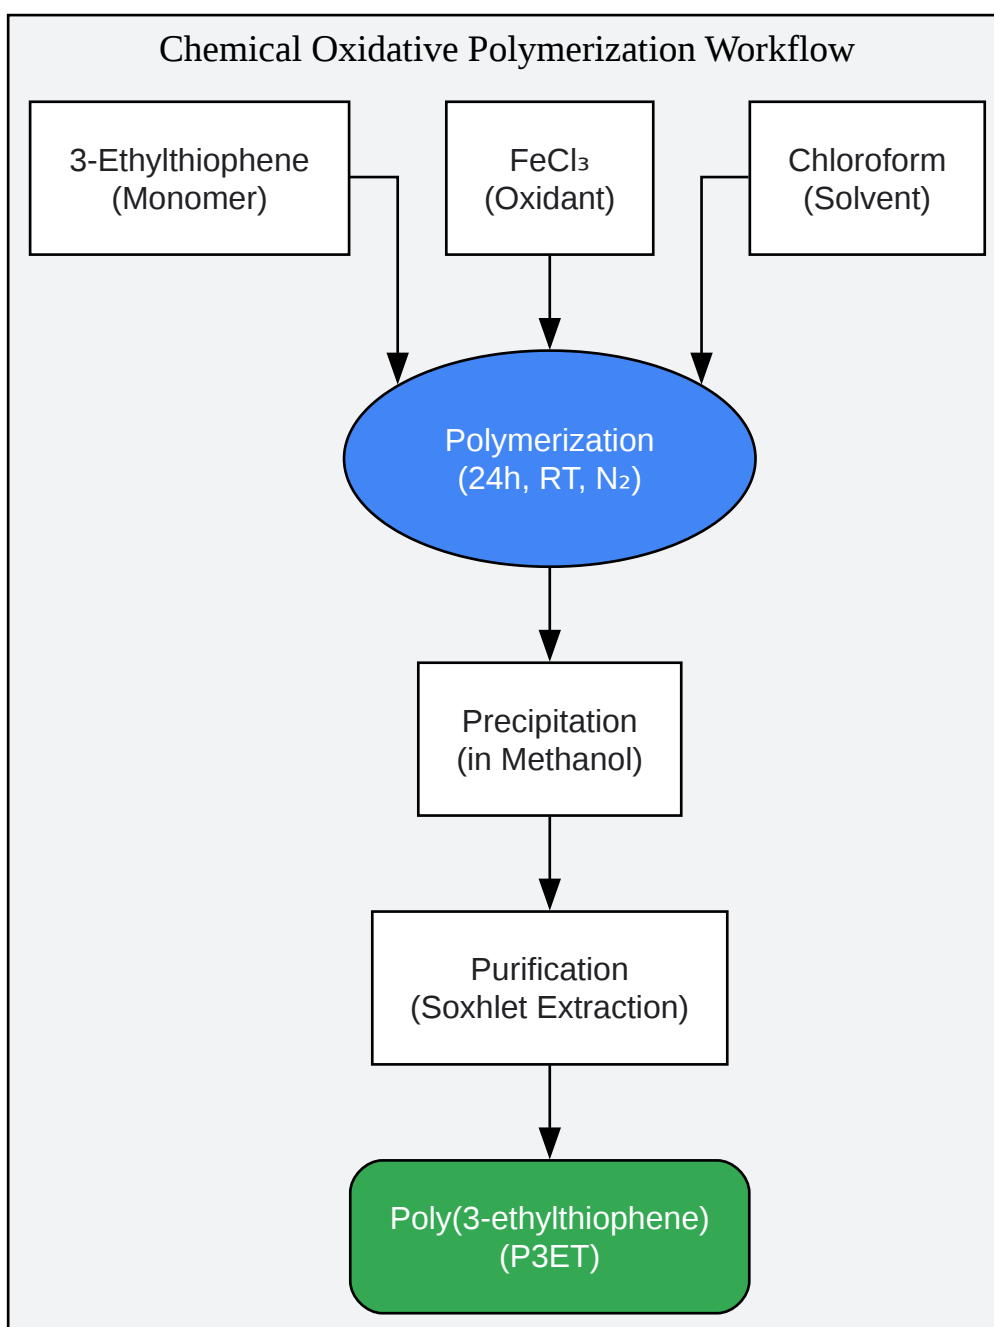 Chemical Oxidative Polymerization Workflow
3-Ethylthiophene
(Monomer)
FeCl₃
(Oxidant)
Chloroform
(Solvent)
Polymerization
(24h, RT, N₂)
Precipitation
(in Methanol)
Purification
(Soxhlet Extraction)
Poly(3-ethylthiophene)
(P3ET)